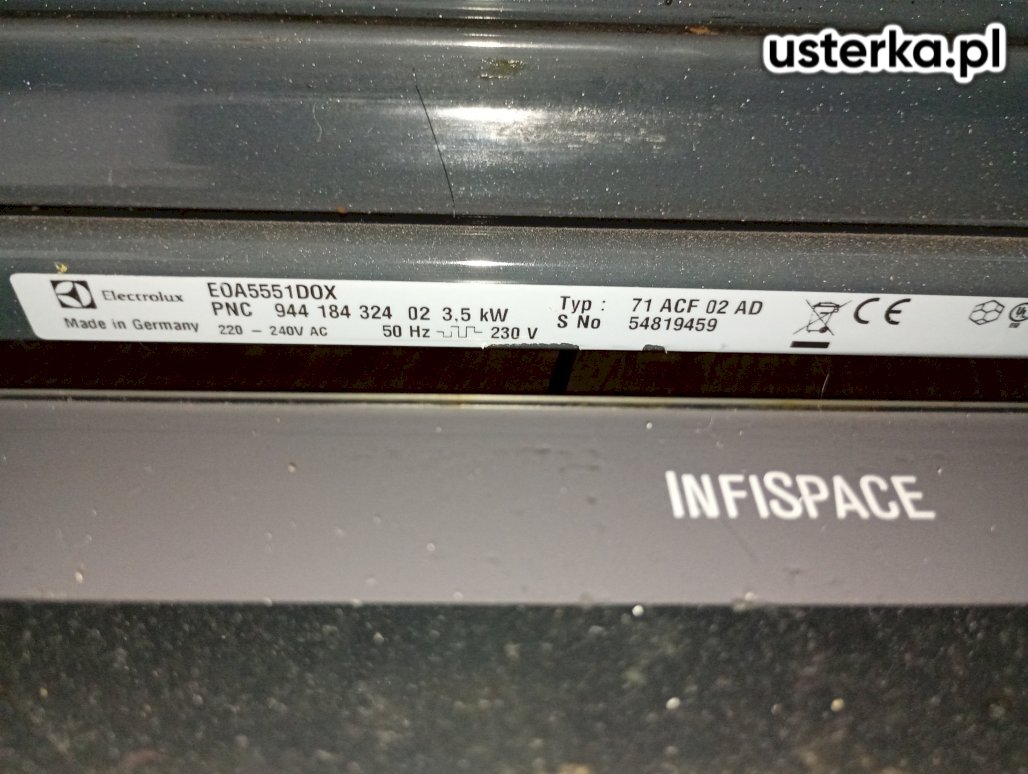 usterka.pl
Electrolux
Made in Germany
EOA5551DOX
PNC 944 184 324 02 3.5 kW
220 – 240V AC 50 Hz 230 V
Typ : 71 ACF 02 AD
S No 54819459
CE
INFISPACE